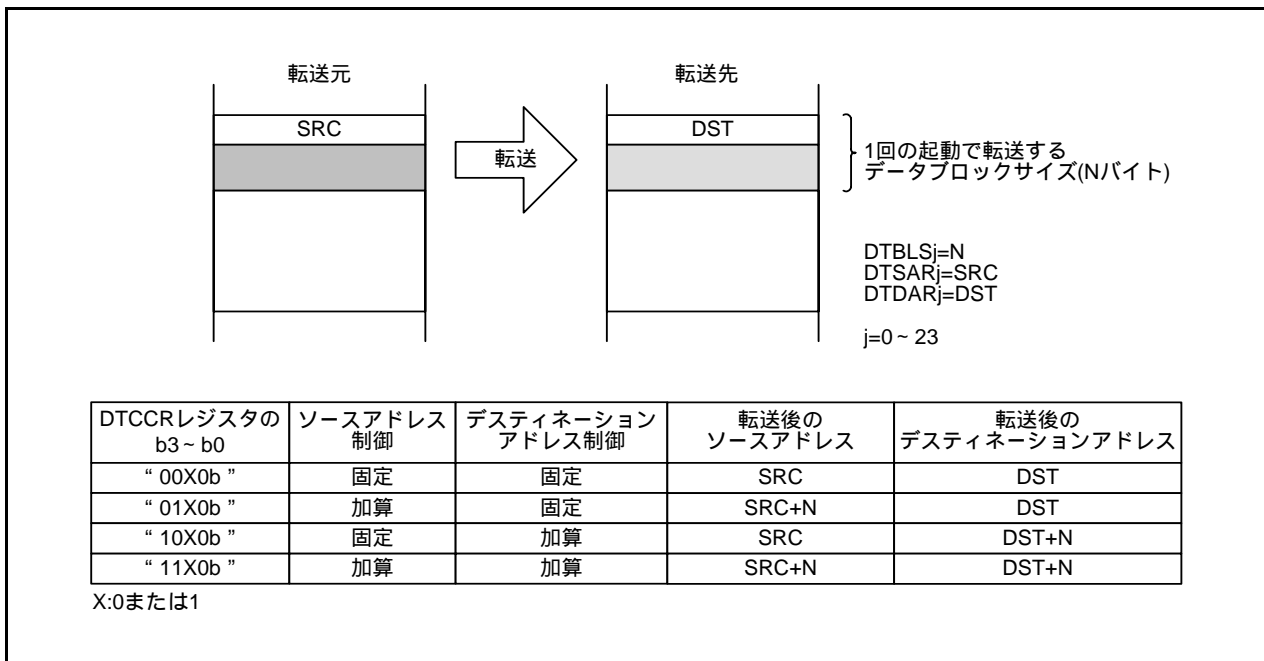 転送元
転送先
SRC
DST
転送
1回の起動で転送する
データブロックサイズ(Nバイト)
DTBLSj=N
DTSARj=SRC
DTDARj=DST
j=0 ~ 23
DTCCRレジスタの
b3 ~ b0
ソースアドレス
制御
デスティネーション
アドレス制御
転送後の
ソースアドレス
転送後の
デスティネーションアドレス
“ 00X0b ” 固定 固定 SRC DST
“ 01X0b ” 加算 固定 SRC+N DST
“ 10X0b ” 固定 加算 SRC DST+N
“ 11X0b ” 加算 加算 SRC+N DST+N
X:0または1